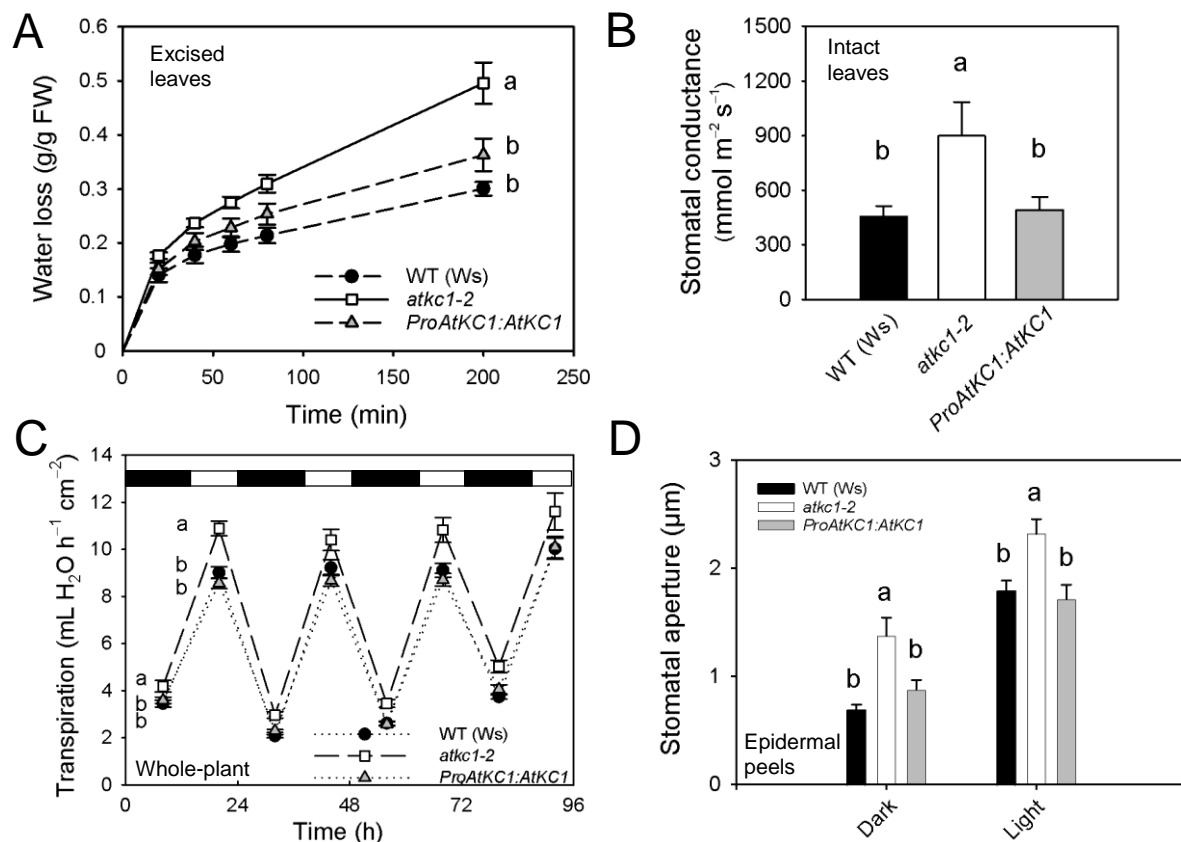 A
Excised
leaves
Water loss (g/g FW)
0.6
0.5
0.4
0.3
0.2
0.1
0
a
b
b
WT (Ws)
atkc1-2
ProAtKC1:AtKC1
0 50 100 150 200 250
Time (min)
B
Intact
leaves
Stomatal conductance
(mmol m⁻² s⁻¹)
1500
1200
900
600
300
0
b
a
b
WT (Ws)
atkc1-2
ProAtKC1:AtKC1
C
Transpiration (mL H₂O h⁻¹ cm⁻²)
14
12
10
8
6
4
2
0
a
b
b
a
b
b
WT (Ws)
atkc1-2
ProAtKC1:AtKC1
Whole-plant
0 24 48 72 96
Time (h)
D
Stomatal aperture (µm)
3
2
1
0
WT (Ws)
atkc1-2
ProAtKC1:AtKC1
b
a
b
b
a
b
Epidermal
peels
Dark Light